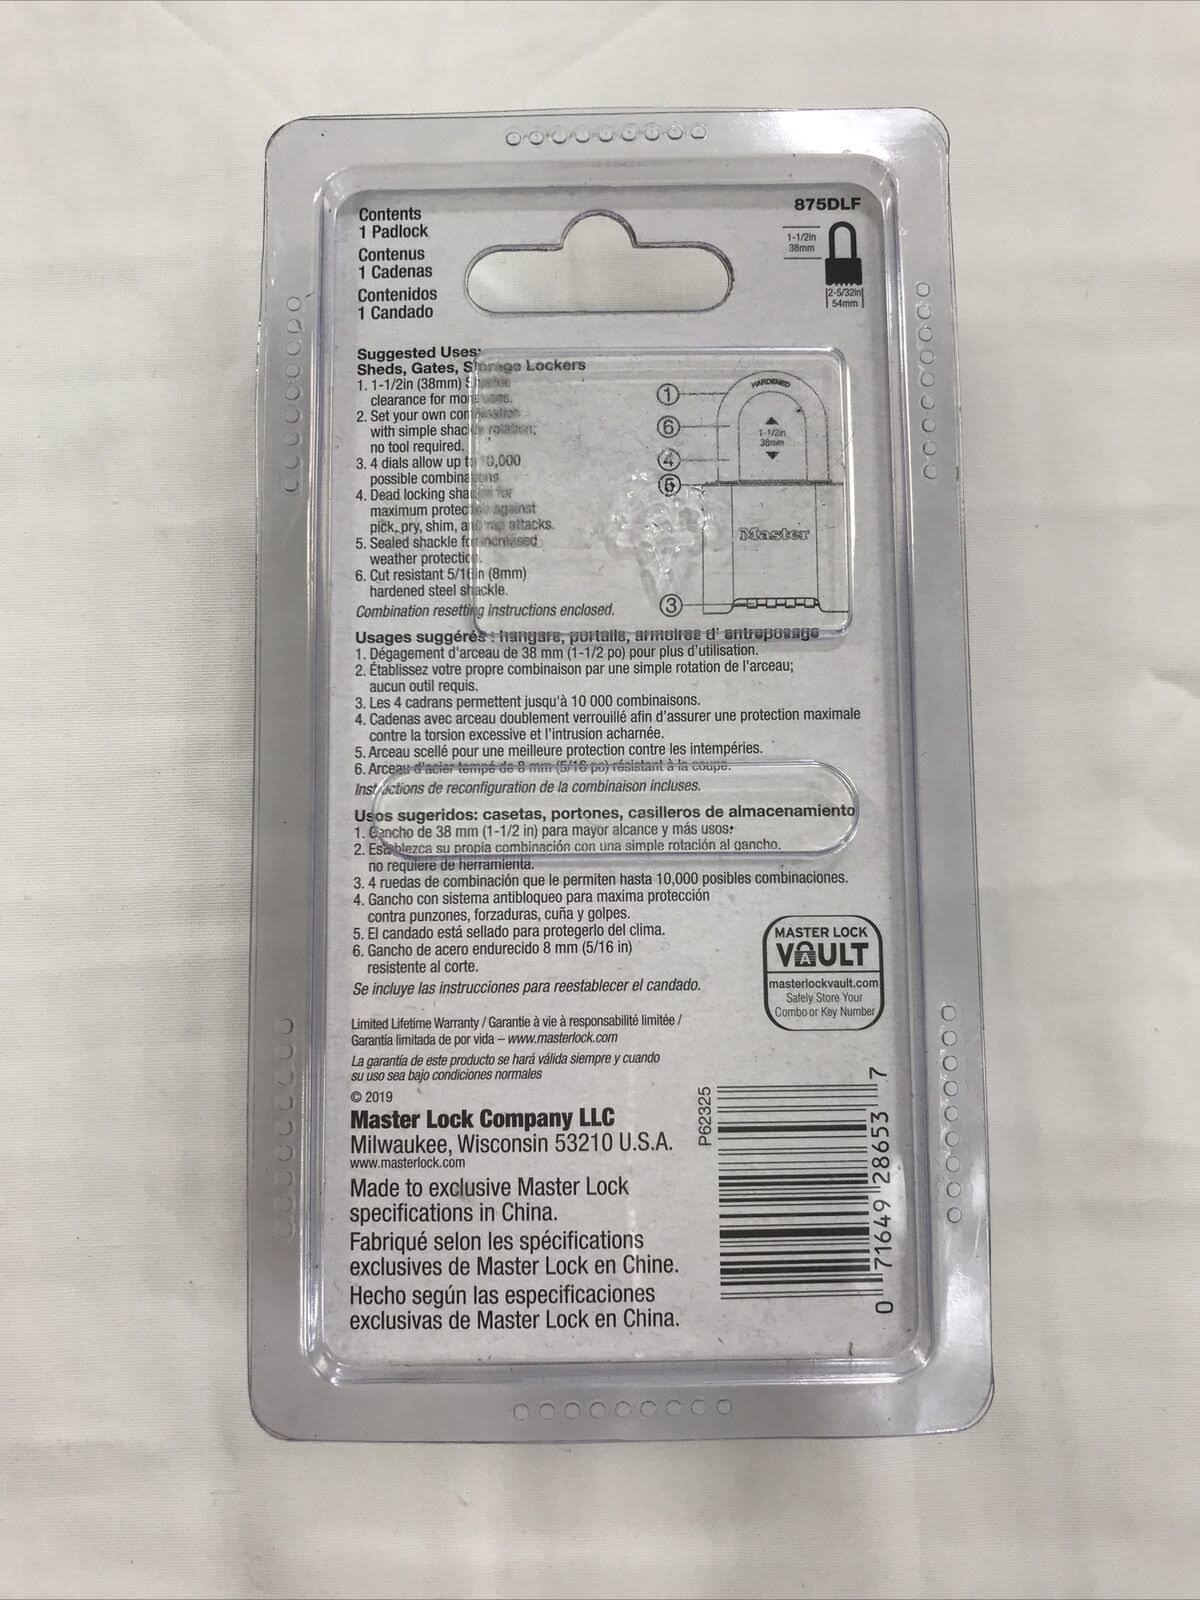 Contents
1 Padlock
Contenus
1 Cadenas
Contenidos
1 Candado
875DLF
1-1/2in
38mm
2-5/32in
54mm
Suggested Uses:
Sheds, Gates, Storage Lockers
1. 1-1/2in (38mm) Shackle
clearance for more uses.
2. Set your own combination
with simple shackle rotation;
no tool required.
3. 4 dials allow up to 10,000
possible combinations
4. Dead locking shackle for
maximum protection against
pick, pry, shim, and rap attacks.
5. Sealed shackle for increased
weather protection.
6. Cut resistant 5/16in (8mm)
hardened steel shackle.
Combination resetting instructions enclosed.
1
6
4
5
3
HARDENED
1-1/2in
38mm
Master
Usages suggérés : hangars, portails, armoires d' entreposage
1. Dégagement d'arceau de 38 mm (1-1/2 po) pour plus d'utilisation.
2. Établissez votre propre combinaison par une simple rotation de l'arceau;
aucun outil requis.
3. Les 4 cadrans permettent jusqu'à 10 000 combinaisons.
4. Cadenas avec arceau doublement verrouillé afin d'assurer une protection maximale
contre la torsion excessive et l'intrusion acharnée.
5. Arceau scellé pour une meilleure protection contre les intempéries.
6. Arceau d'acier tempé de 8 mm (5/16 po) résistant à la coupe.
Instructions de reconfiguration de la combinaison incluses.
Usos sugeridos: casetas, portones, casilleros de almacenamiento
1. Gancho de 38 mm (1-1/2 in) para mayor alcance y más usos.
2. Establezca su propia combinación con una simple rotación al gancho.
no requiere de herramienta.
3. 4 ruedas de combinación que le permiten hasta 10,000 posibles combinaciones.
4. Gancho con sistema antibloqueo para maxima protección
contra punzones, forzaduras, cuña y golpes.
5. El candado está sellado para protegerlo del clima.
6. Gancho de acero endurecido 8 mm (5/16 in)
resistente al corte.
Se incluye las instrucciones para reestablecer el candado.
MASTER LOCK
VAULT
masterlockvault.com
Safely Store Your
Combo or Key Number
Limited Lifetime Warranty / Garantie à vie à responsabilité limitée /
Garantía limitada de por vida – www.masterlock.com
La garantía de este producto se hará válida siempre y cuando
su uso sea bajo condiciones normales
© 2019
Master Lock Company LLC
Milwaukee, Wisconsin 53210 U.S.A.
www.masterlock.com
Made to exclusive Master Lock
specifications in China.
Fabriqué selon les spécifications
exclusives de Master Lock en Chine.
Hecho según las especificaciones
exclusivas de Master Lock en China.
P62325
0 71649 28653 7